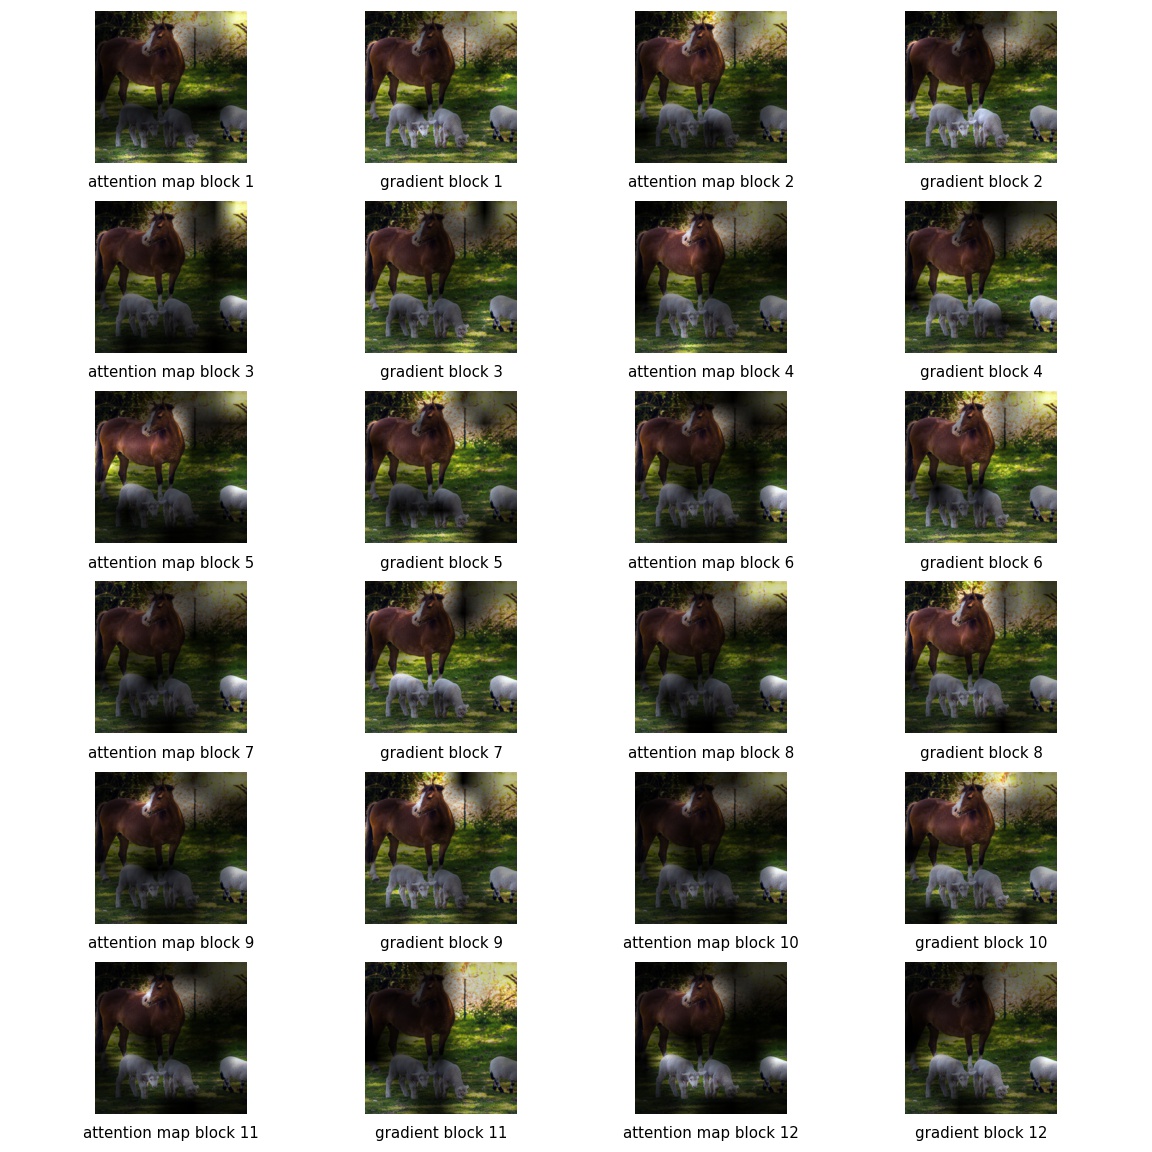 attention map block 1 gradient block 1 attention map block 2 gradient block 2
attention map block 3 gradient block 3 attention map block 4 gradient block 4
attention map block 5 gradient block 5 attention map block 6 gradient block 6
attention map block 7 gradient block 7 attention map block 8 gradient block 8
attention map block 9 gradient block 9 attention map block 10 gradient block 10
attention map block 11 gradient block 11 attention map block 12 gradient block 12